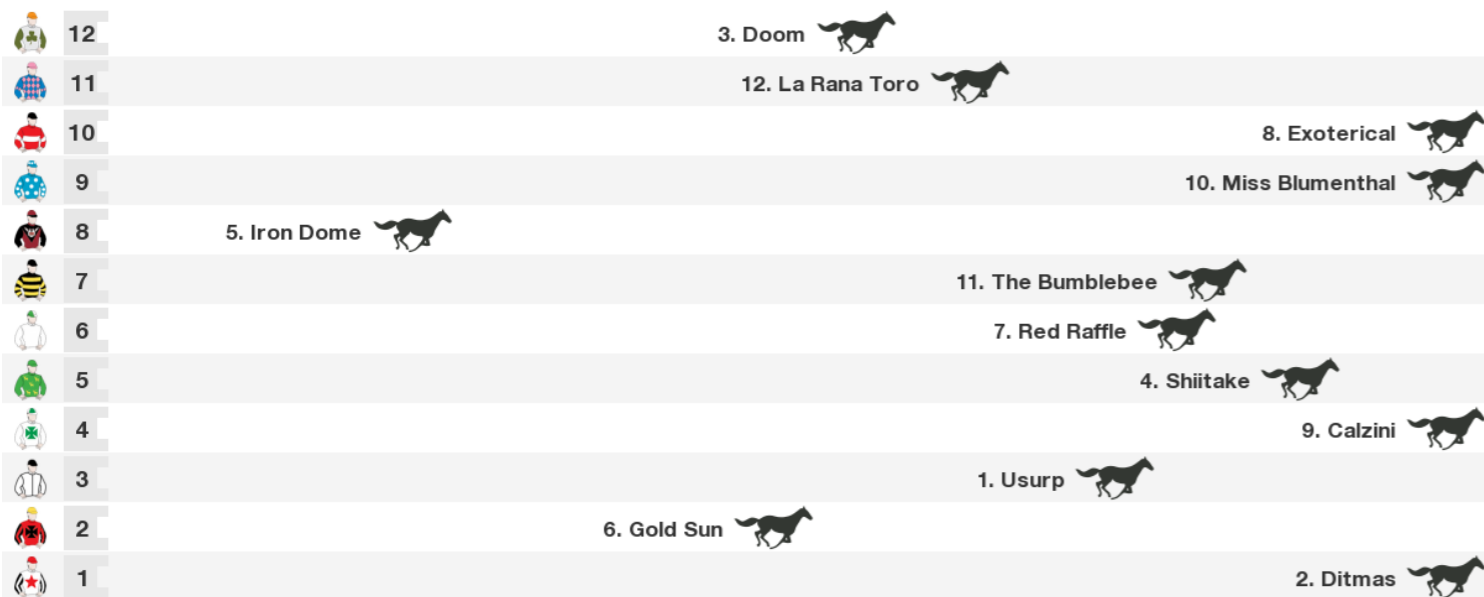 12 3. Doom
11 12. La Rana Toro
10 8. Exoterical
9 10. Miss Blumenthal
8 5. Iron Dome
7 11. The Bumblebee
6 7. Red Raffle
5 4. Shiitake
4 9. Calzini
3 1. Usurp
2 6. Gold Sun
1 2. Ditmas